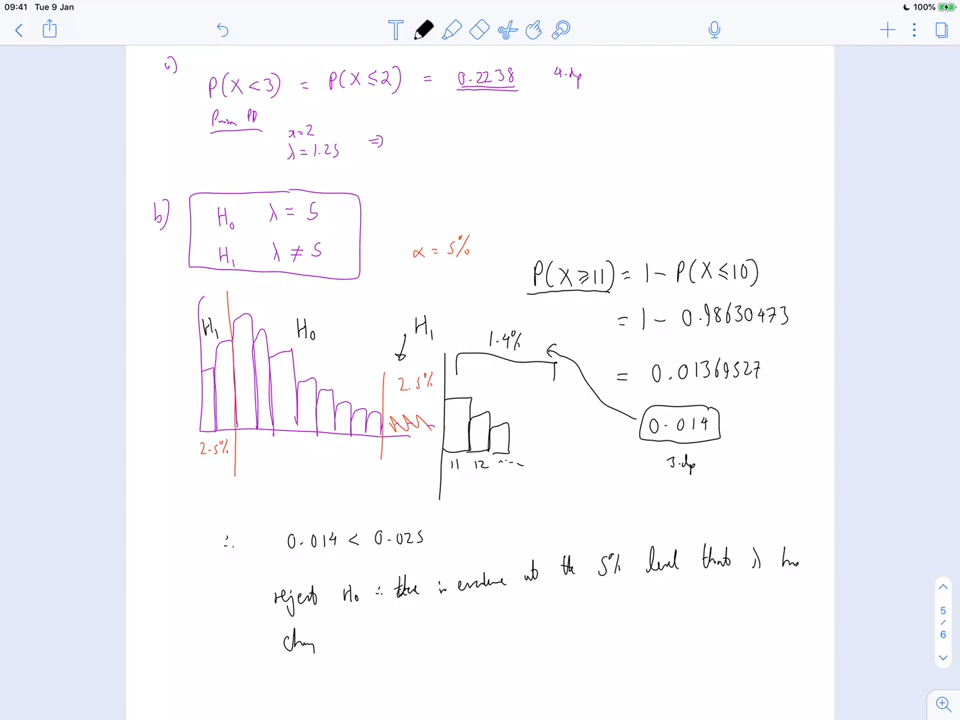 09:41 Tue 9 Jan
100%
T
a)
P(X<3) = P(X≤2) = 0.2238 4.dp
PD
x=2
λ=1.25 ⇒
b)
H₀ λ = 5
H₁ λ ≠ 5
α = 5%
P(X⩾11) = 1 − P(X≤10)
= 1 − 0.98630473
= 0.01369527
0.014
3.dp
H₁ H₀ H₁
1.4%
2.5%
2.5%
11 12 ....
∴ 0.014 < 0.025
reject H₀ ∴ there is evidence at the 5% level that λ has
chang
5
/
6